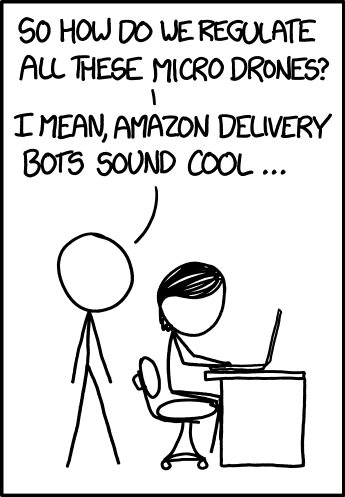 SO HOW DO WE REGULATE
ALL THESE MICRO DRONES?
I MEAN, AMAZON DELIVERY
BOTS SOUND COOL ...